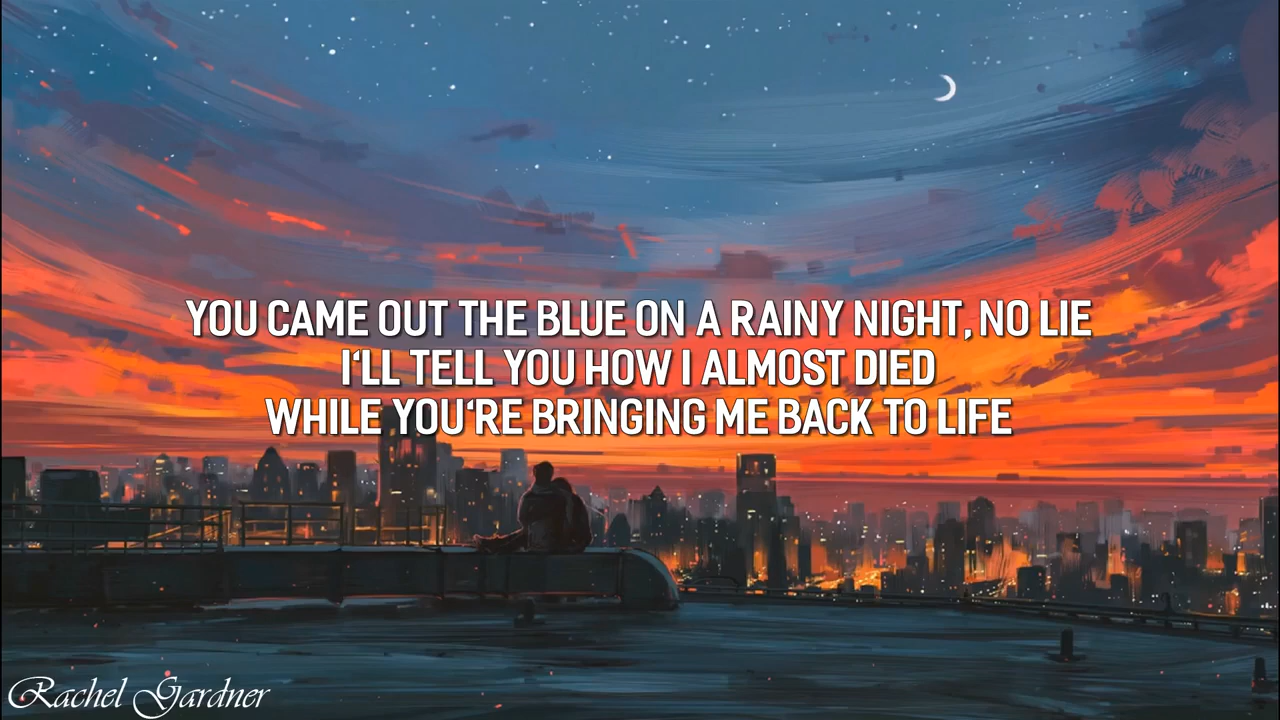 YOU CAME OUT THE BLUE ON A RAINY NIGHT, NO LIE
I‘LL TELL YOU HOW I ALMOST DIED
WHILE YOU‘RE BRINGING ME BACK TO LIFE
Rachel Gardner